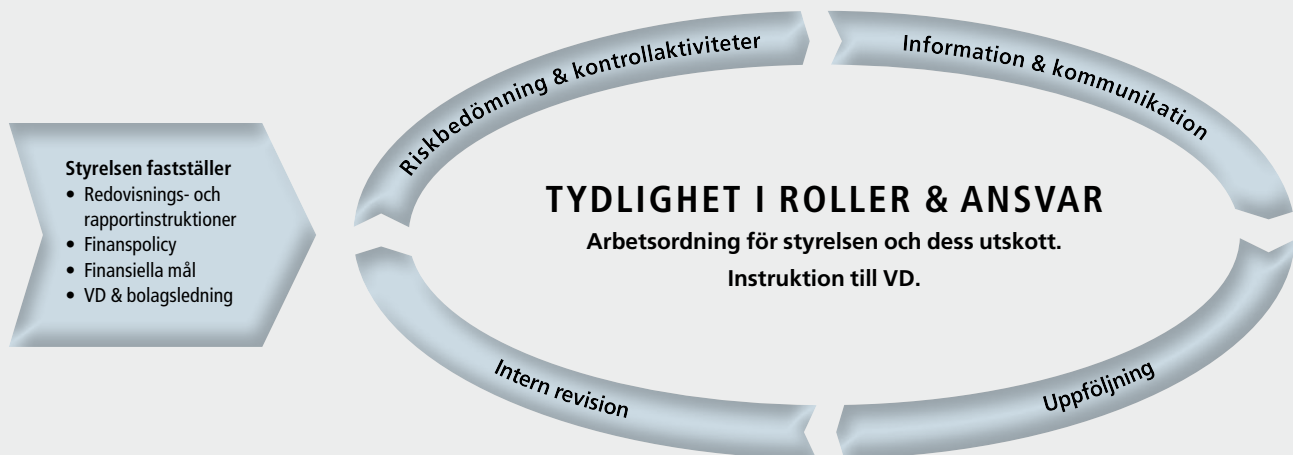 Styrelsen fastställer
• Redovisnings- och
rapportinstruktioner
• Finanspolicy
• Finansiella mål
• VD & bolagsledning
Riskbedömning & kontrollaktiviteter
Information & kommunikation
TYDLIGHET I ROLLER & ANSVAR
Arbetsordning för styrelsen och dess utskott.
Instruktion till VD.
Intern revision
Uppföljning